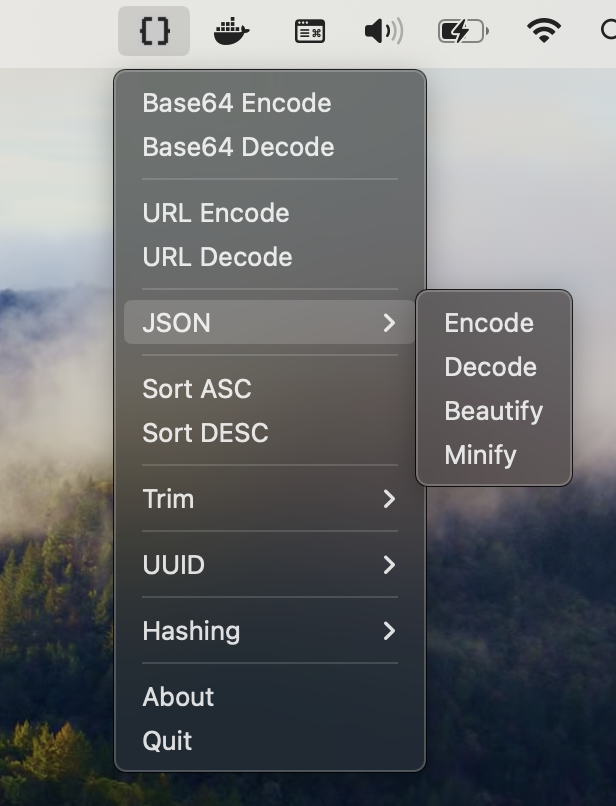 Base64 Encode
Base64 Decode
URL Encode
URL Decode
JSON
Encode
Decode
Beautify
Minify
Sort ASC
Sort DESC
Trim
UUID
Hashing
About
Quit